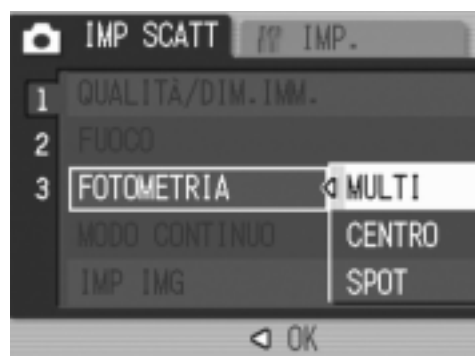 IMP SCATT IMP.
1 QUALITÀ/DIM.IMM.
2 FUOCO
3 FOTOMETRIA MULTI
MODO CONTINUO CENTRO
IMP IMG SPOT
OK